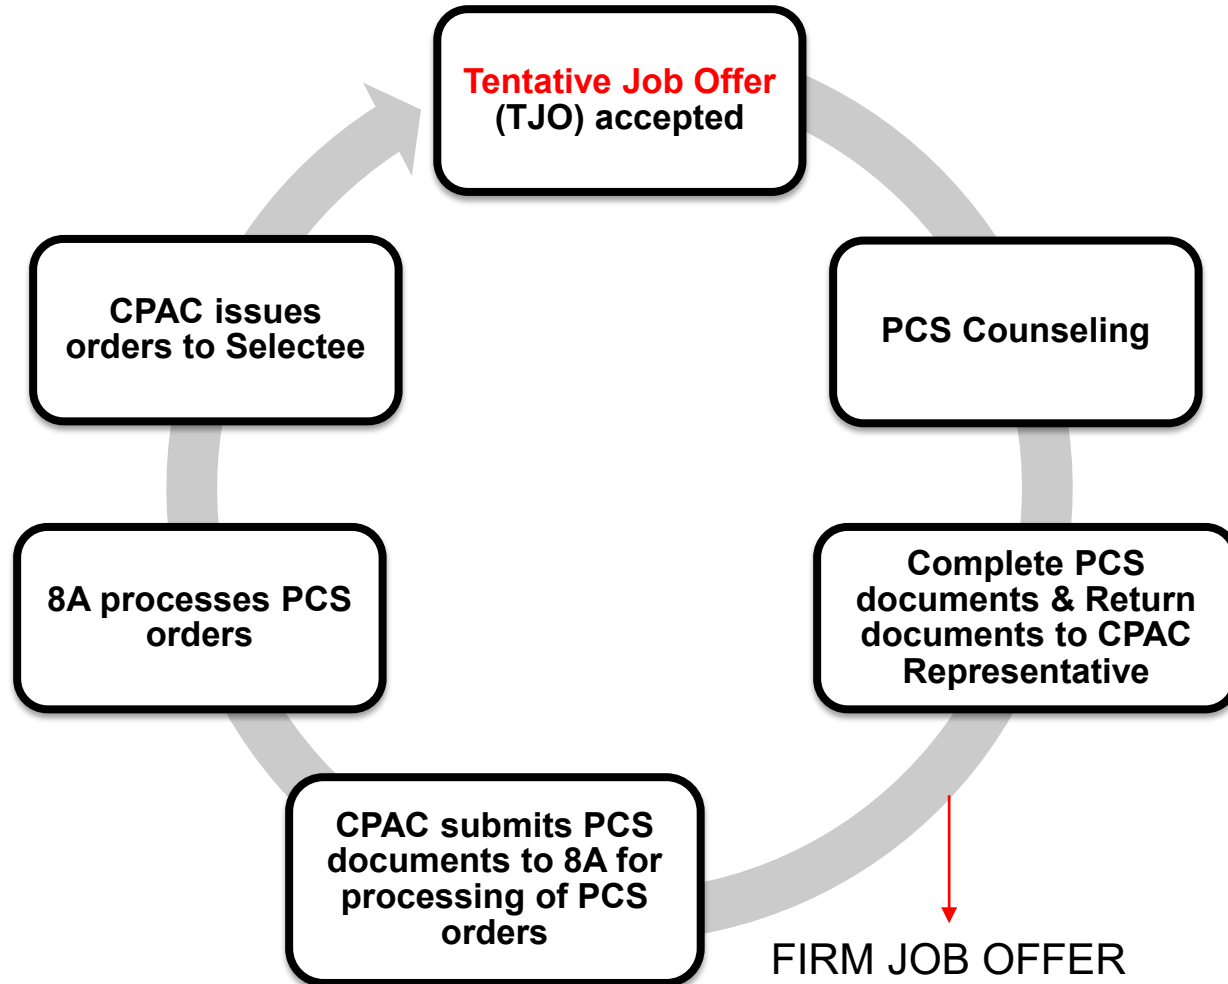 Tentative Job Offer
(TJO) accepted
PCS Counseling
Complete PCS
documents & Return
documents to CPAC
Representative
FIRM JOB OFFER
CPAC submits PCS
documents to 8A for
processing of PCS
orders
8A processes PCS
orders
CPAC issues
orders to Selectee